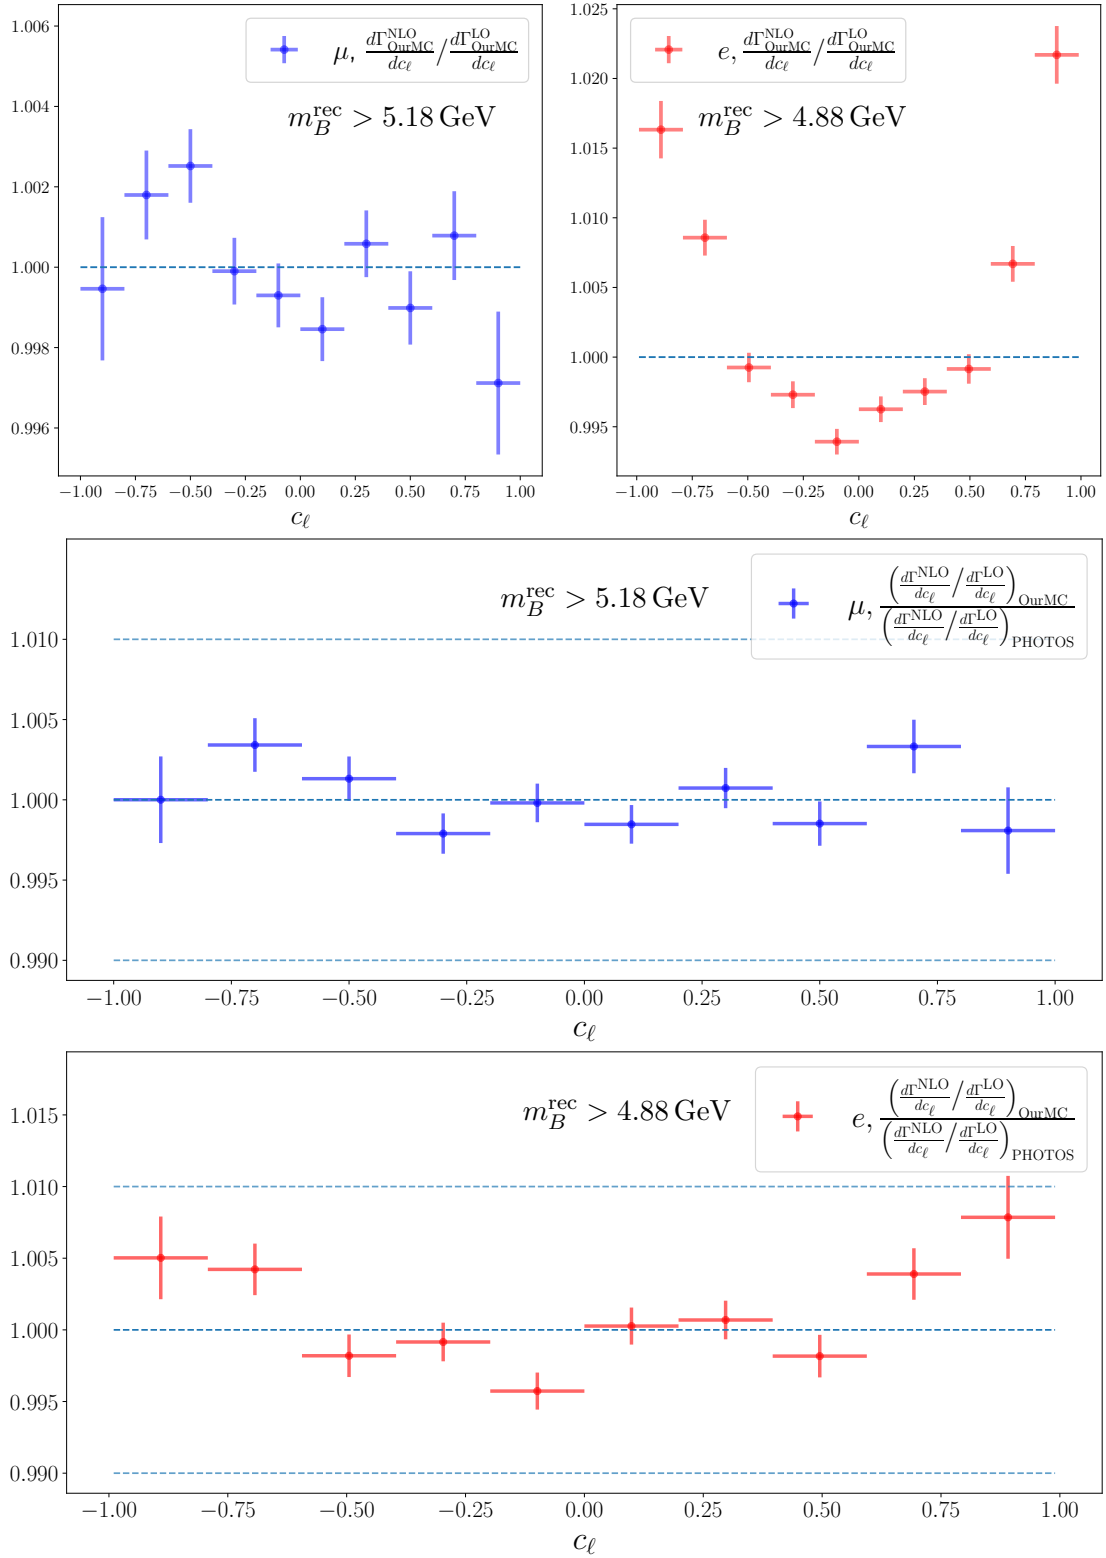 μ, dΓ^NLO_OurMC/dc_ℓ / dΓ^LO_OurMC/dc_ℓ
m_B^rec > 5.18 GeV
1.006
1.004
1.002
1.000
0.998
0.996
−1.00 −0.75 −0.50 −0.25 0.00 0.25 0.50 0.75 1.00
c_ℓ
e, dΓ^NLO_OurMC/dc_ℓ / dΓ^LO_OurMC/dc_ℓ
m_B^rec > 4.88 GeV
1.025
1.020
1.015
1.010
1.005
1.000
0.995
−1.00 −0.75 −0.50 −0.25 0.00 0.25 0.50 0.75 1.00
c_ℓ
m_B^rec > 5.18 GeV
μ, (dΓ^NLO/dc_ℓ / dΓ^LO/dc_ℓ)_OurMC
(dΓ^NLO/dc_ℓ / dΓ^LO/dc_ℓ)_PHOTOS
1.010
1.005
1.000
0.995
0.990
−1.00 −0.75 −0.50 −0.25 0.00 0.25 0.50 0.75 1.00
c_ℓ
m_B^rec > 4.88 GeV
e, (dΓ^NLO/dc_ℓ / dΓ^LO/dc_ℓ)_OurMC
(dΓ^NLO/dc_ℓ / dΓ^LO/dc_ℓ)_PHOTOS
1.015
1.010
1.005
1.000
0.995
0.990
−1.00 −0.75 −0.50 −0.25 0.00 0.25 0.50 0.75 1.00
c_ℓ